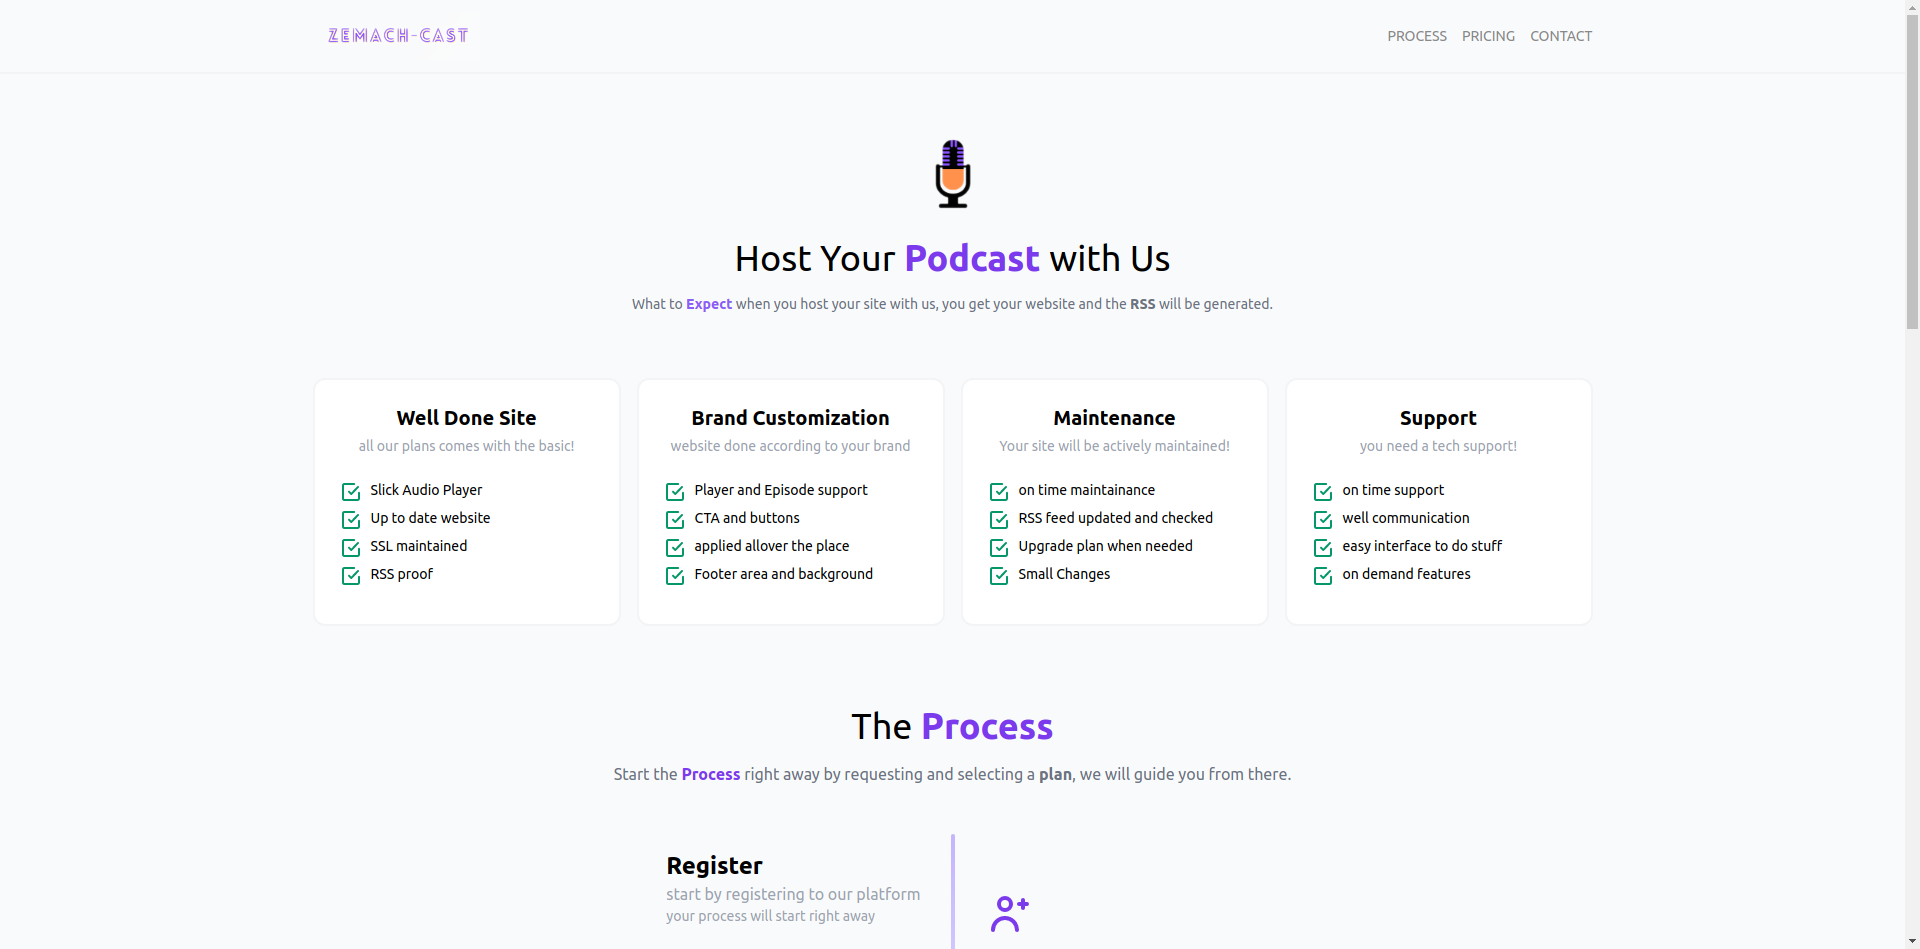 ZEMACH-CAST
PROCESS PRICING CONTACT
Host Your Podcast with Us
What to Expect when you host your site with us, you get your website and the RSS will be generated.
Well Done Site
all our plans comes with the basic!
Slick Audio Player
Up to date website
SSL maintained
RSS proof
Brand Customization
website done according to your brand
Player and Episode support
CTA and buttons
applied allover the place
Footer area and background
Maintenance
Your site will be actively maintained!
on time maintainance
RSS feed updated and checked
Upgrade plan when needed
Small Changes
Support
you need a tech support!
on time support
well communication
easy interface to do stuff
on demand features
The Process
Start the Process right away by requesting and selecting a plan, we will guide you from there.
Register
start by registering to our platform
your process will start right away